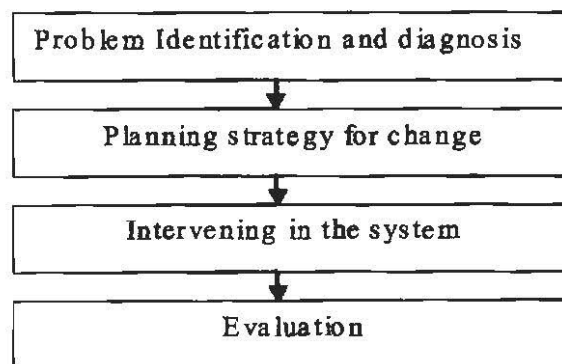 Problem Identification and diagnosis
Planning strategy for change
Intervening in the system
Evaluation